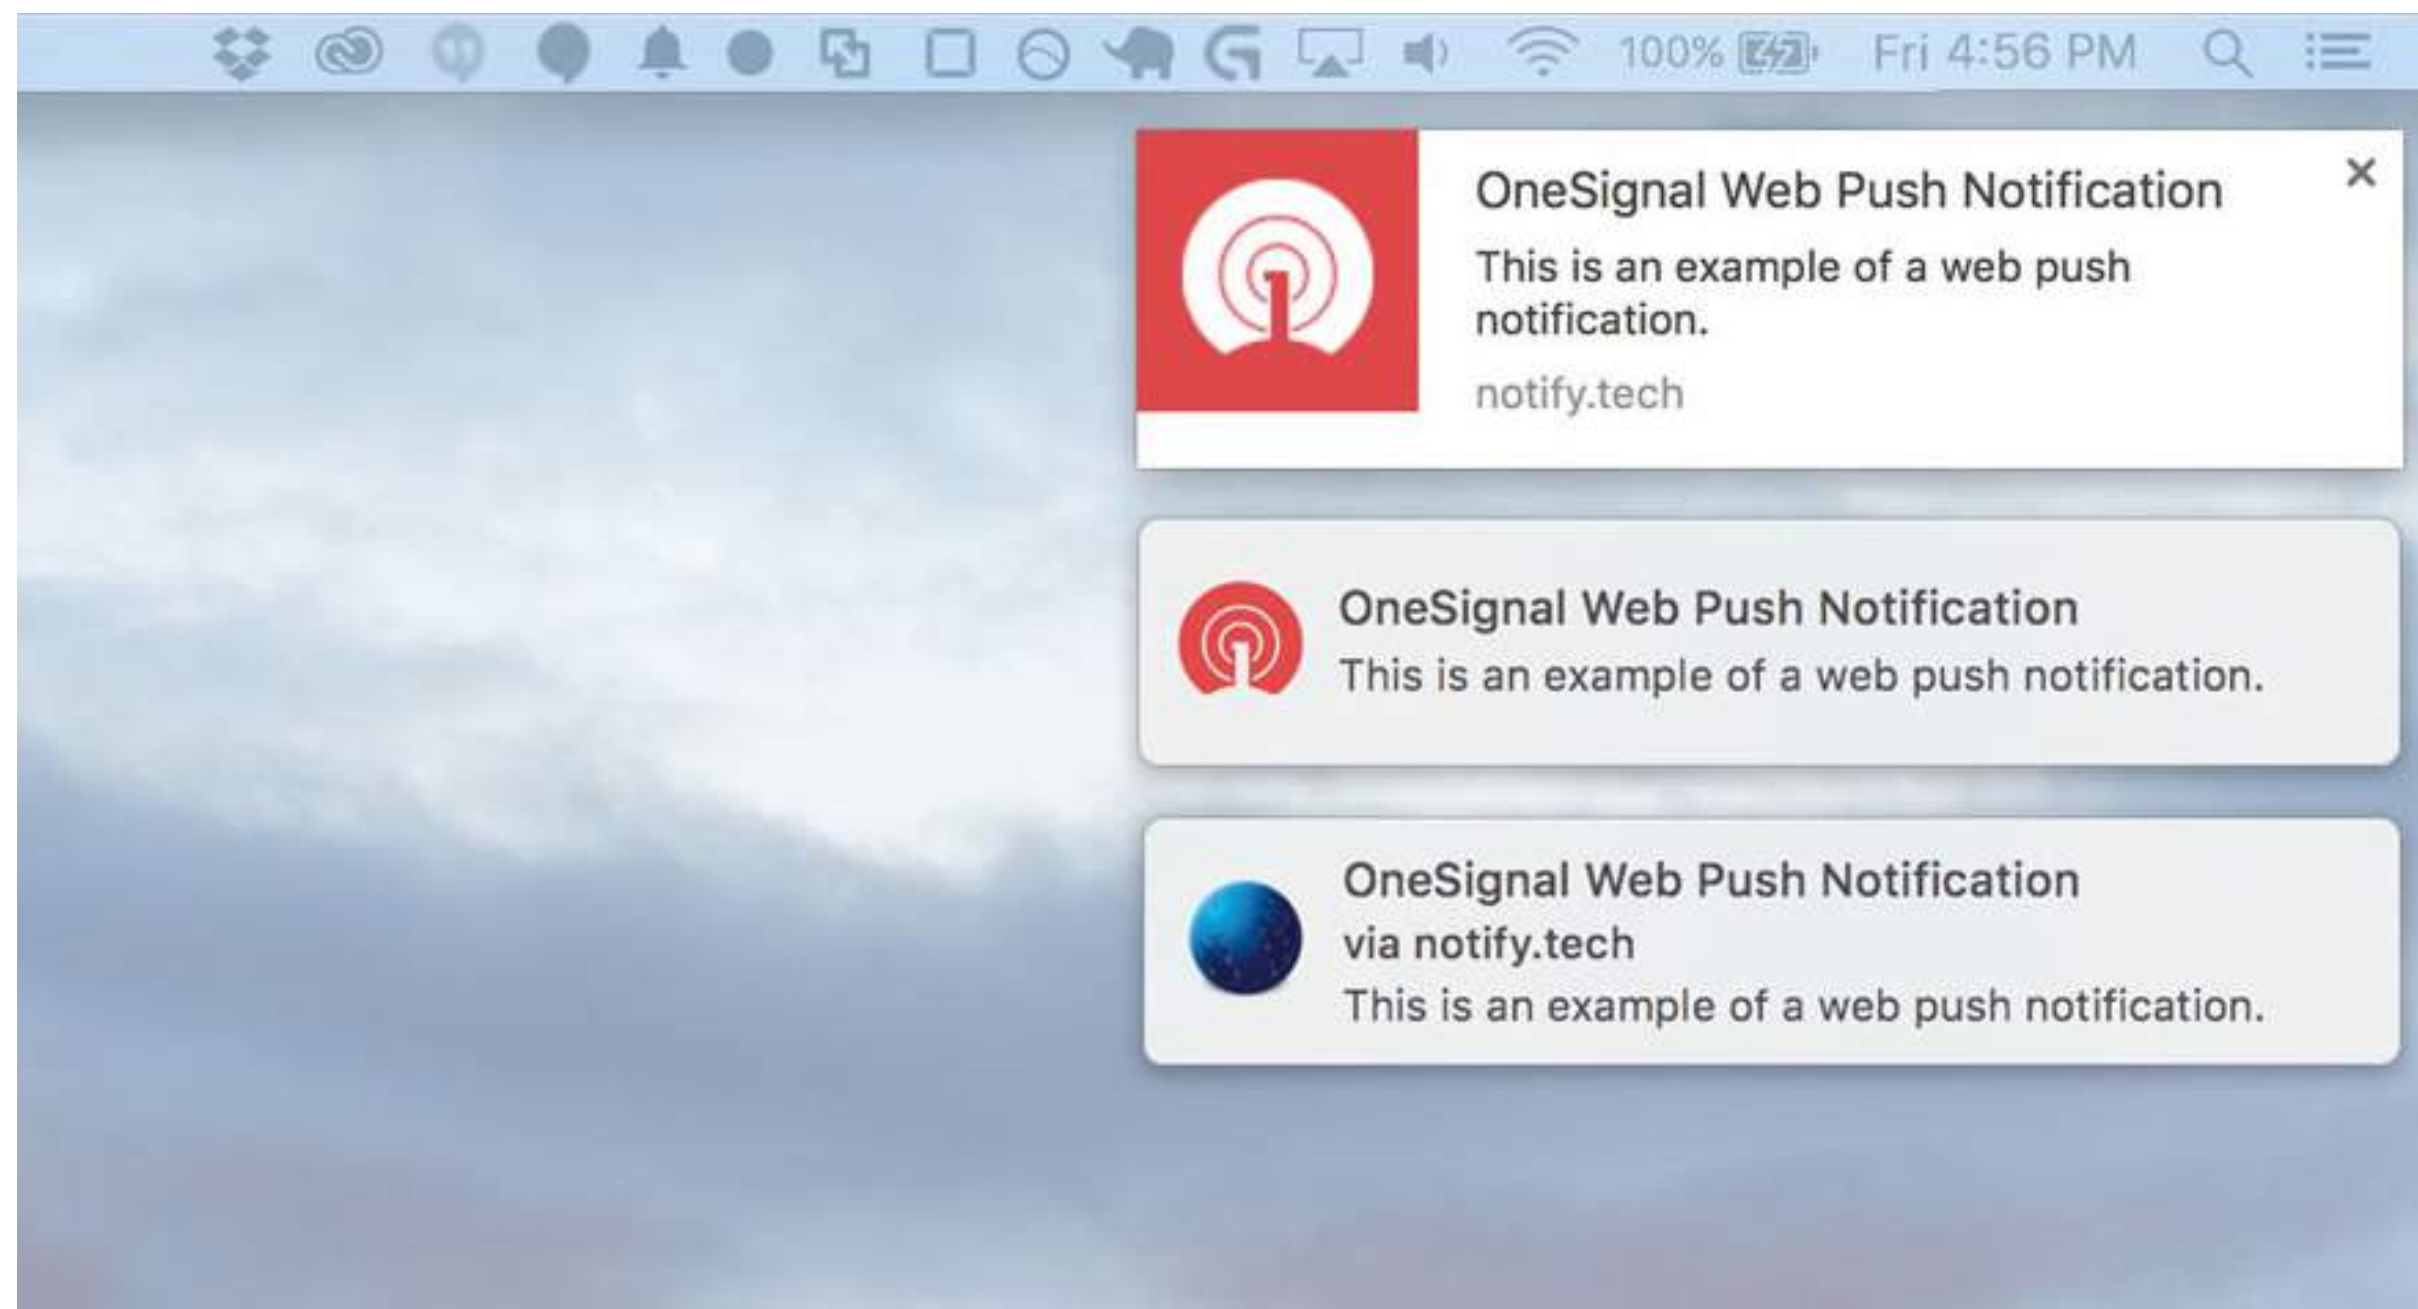 100% Fri 4:56 PM
OneSignal Web Push Notification
This is an example of a web push
notification.
notify.tech
OneSignal Web Push Notification
This is an example of a web push notification.
OneSignal Web Push Notification
via notify.tech
This is an example of a web push notification.